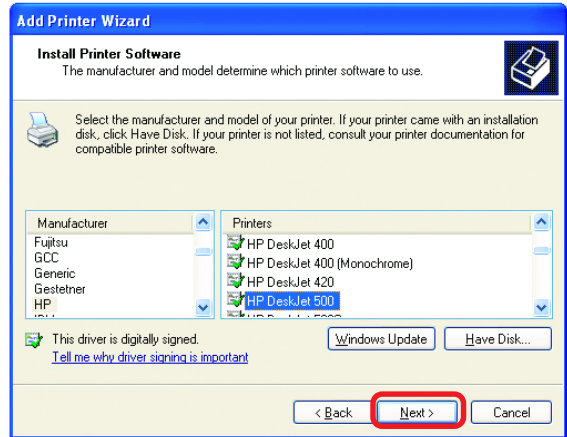 Add Printer Wizard
Install Printer Software
The manufacturer and model determine which printer software to use.
Select the manufacturer and model of your printer. If your printer came with an installation
disk, click Have Disk. If your printer is not listed, consult your printer documentation for
compatible printer software.
Manufacturer
Fujitsu
GCC
Generic
Gestetner
HP
Printers
HP DeskJet 400
HP DeskJet 400 (Monochrome)
HP DeskJet 420
HP DeskJet 500
This driver is digitally signed.
Tell me why driver signing is important
Windows Update
Have Disk...
< Back
Next >
Cancel